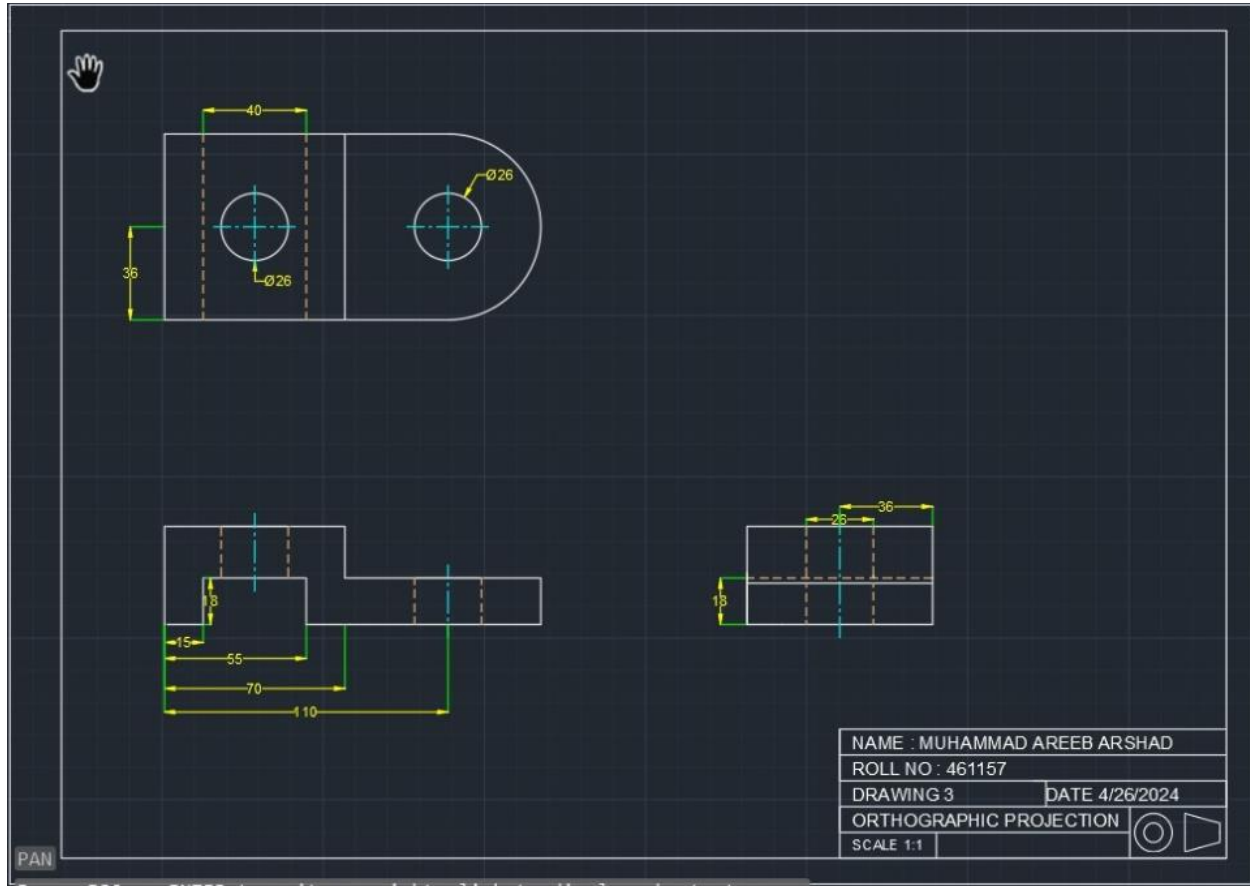 40
Ø26
36
Ø26
36
26
18
18
15
55
70
110
NAME : MUHAMMAD AREEB ARSHAD
ROLL NO : 461157
DRAWING 3 DATE 4/26/2024
ORTHOGRAPHIC PROJECTION
SCALE 1:1
PAN